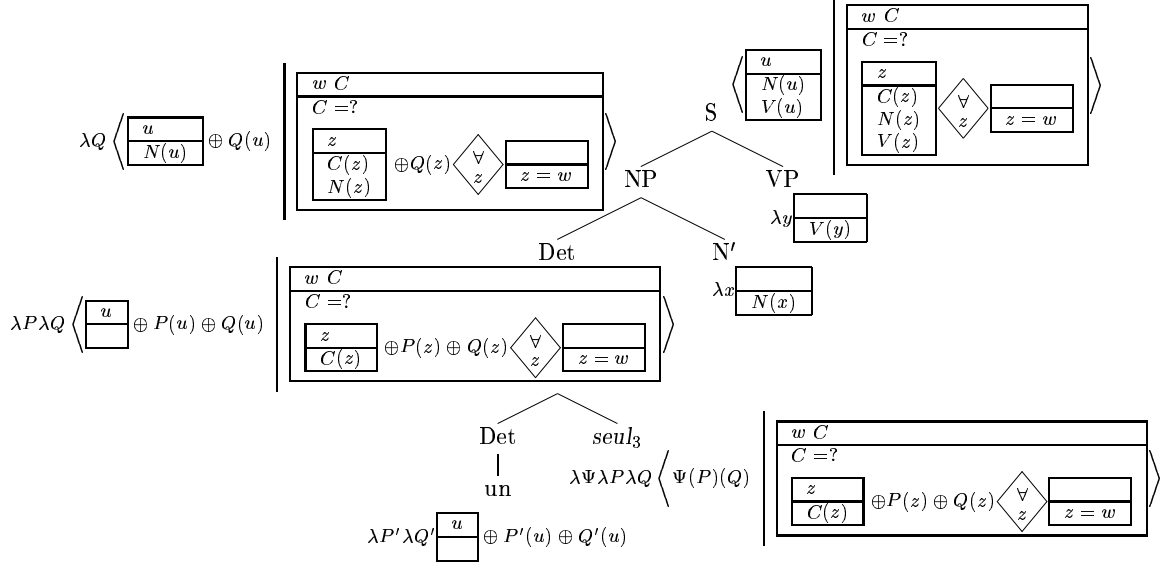 w C
C =?
z
C(z)
N(z)
V(z)
∀
z
z = w
u
N(u)
V(u)
S
w C
C =?
λQ
u
N(u)
⊕ Q(u)
z
C(z)
N(z)
⊕Q(z)
∀
z
z = w
NP
VP
λy
V(y)
Det
N′
λx
N(x)
w C
C =?
λPλQ
u
⊕ P(u) ⊕ Q(u)
z
C(z)
⊕P(z) ⊕ Q(z)
∀
z
z = w
Det
seul₃
un
λΨλPλQ
Ψ(P)(Q)
w C
C =?
z
C(z)
⊕P(z) ⊕ Q(z)
∀
z
z = w
λP′λQ′
u
⊕ P′(u) ⊕ Q′(u)